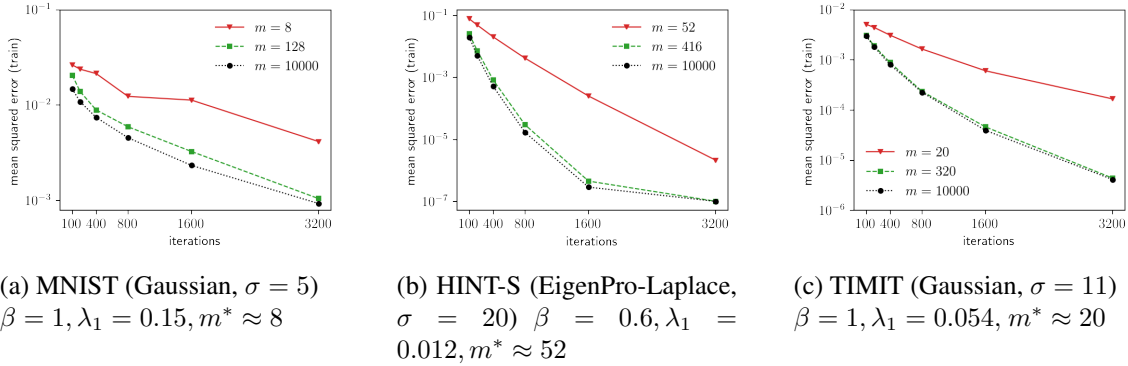 10⁻¹
10⁻²
10⁻³
mean squared error (train)
m = 8
m = 128
m = 10000
100 400 800 1600 3200
iterations
10⁻¹
10⁻³
10⁻⁵
10⁻⁷
mean squared error (train)
m = 52
m = 416
m = 10000
100 400 800 1600 3200
iterations
10⁻²
10⁻³
10⁻⁴
10⁻⁵
10⁻⁶
mean squared error (train)
m = 20
m = 320
m = 10000
100 400 800 1600 3200
iterations
(a) MNIST (Gaussian, σ = 5)
β = 1, λ₁ = 0.15, m* ≈ 8
(b) HINT-S (EigenPro-Laplace,
σ = 20) β = 0.6, λ₁ =
0.012, m* ≈ 52
(c) TIMIT (Gaussian, σ = 11)
β = 1, λ₁ = 0.054, m* ≈ 20